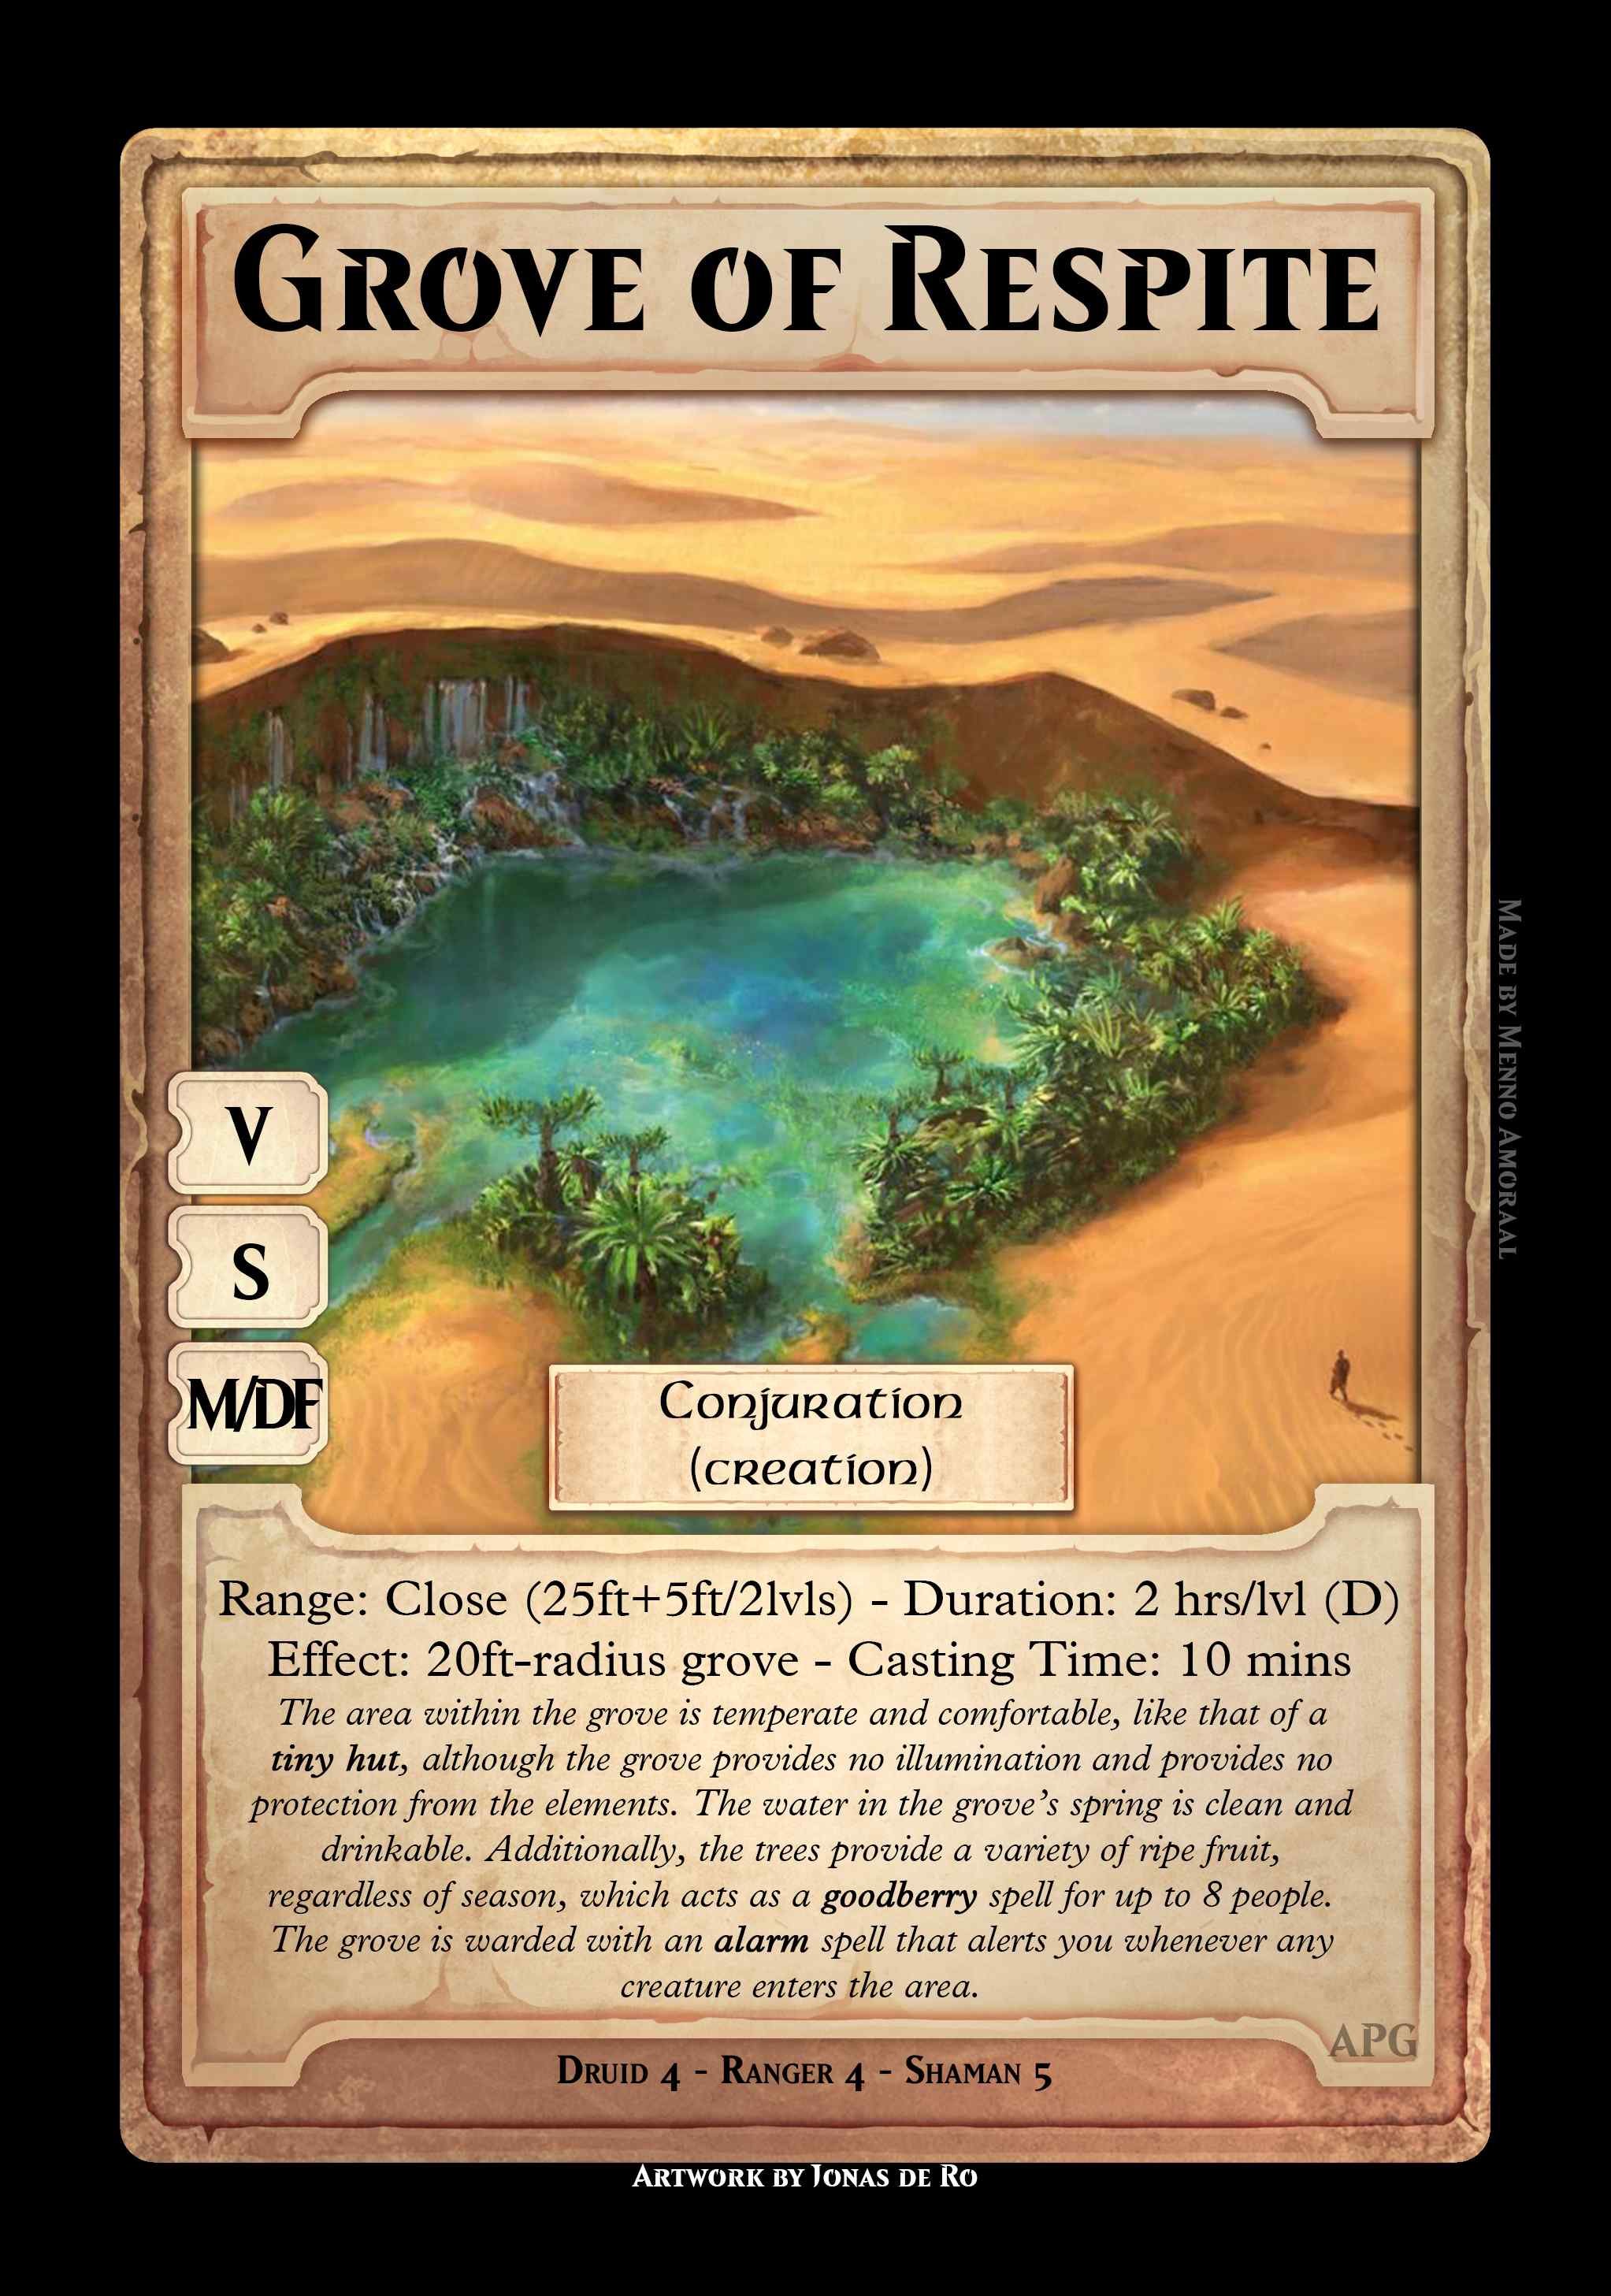 Grove of Respite
V
S
M/DF
Conjuration
(creation)
Range: Close (25ft+5ft/2lvls) - Duration: 2 hrs/lvl (D)
Effect: 20ft-radius grove - Casting Time: 10 mins
The area within the grove is temperate and comfortable, like that of a
tiny hut, although the grove provides no illumination and provides no
protection from the elements. The water in the grove’s spring is clean and
drinkable. Additionally, the trees provide a variety of ripe fruit,
regardless of season, which acts as a goodberry spell for up to 8 people.
The grove is warded with an alarm spell that alerts you whenever any
creature enters the area.
APG
Druid 4 - Ranger 4 - Shaman 5
Artwork by Jonas de Ro
Made by Menno Amoraal